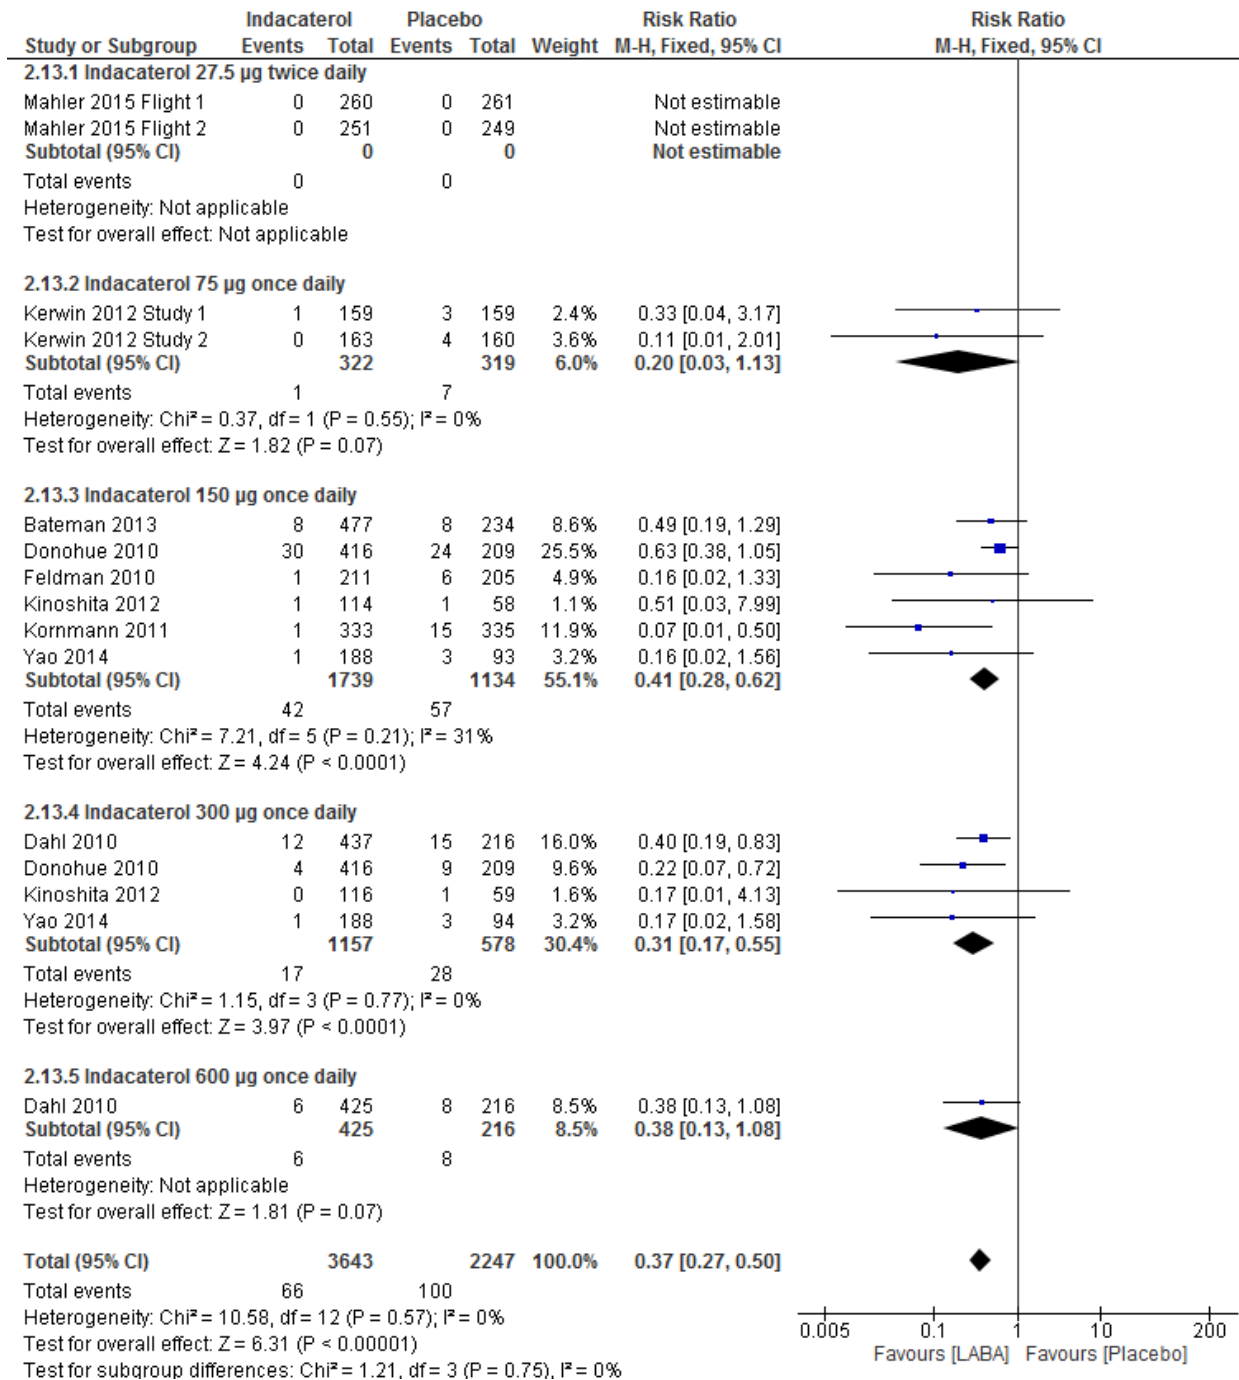 Indacaterol Placebo Risk Ratio Risk Ratio
Study or Subgroup Events Total Events Total Weight M-H, Fixed, 95% CI M-H, Fixed, 95% CI
2.13.1 Indacaterol 27.5 µg twice daily
Mahler 2015 Flight 1 0 260 0 261 Not estimable
Mahler 2015 Flight 2 0 251 0 249 Not estimable
Subtotal (95% CI) 0 0 Not estimable
Total events 0 0
Heterogeneity: Not applicable
Test for overall effect: Not applicable
2.13.2 Indacaterol 75 µg once daily
Kerwin 2012 Study 1 1 159 3 159 2.4% 0.33 [0.04, 3.17]
Kerwin 2012 Study 2 0 163 4 160 3.6% 0.11 [0.01, 2.01]
Subtotal (95% CI) 322 319 6.0% 0.20 [0.03, 1.13]
Total events 1 7
Heterogeneity: Chi² = 0.37, df = 1 (P = 0.55); I² = 0%
Test for overall effect: Z = 1.82 (P = 0.07)
2.13.3 Indacaterol 150 µg once daily
Bateman 2013 8 477 8 234 8.6% 0.49 [0.19, 1.29]
Donohue 2010 30 416 24 209 25.5% 0.63 [0.38, 1.05]
Feldman 2010 1 211 6 205 4.9% 0.16 [0.02, 1.33]
Kinoshita 2012 1 114 1 58 1.1% 0.51 [0.03, 7.99]
Kornmann 2011 1 333 15 335 11.9% 0.07 [0.01, 0.50]
Yao 2014 1 188 3 93 3.2% 0.16 [0.02, 1.56]
Subtotal (95% CI) 1739 1134 55.1% 0.41 [0.28, 0.62]
Total events 42 57
Heterogeneity: Chi² = 7.21, df = 5 (P = 0.21); I² = 31%
Test for overall effect: Z = 4.24 (P < 0.0001)
2.13.4 Indacaterol 300 µg once daily
Dahl 2010 12 437 15 216 16.0% 0.40 [0.19, 0.83]
Donohue 2010 4 416 9 209 9.6% 0.22 [0.07, 0.72]
Kinoshita 2012 0 116 1 59 1.6% 0.17 [0.01, 4.13]
Yao 2014 1 188 3 94 3.2% 0.17 [0.02, 1.58]
Subtotal (95% CI) 1157 578 30.4% 0.31 [0.17, 0.55]
Total events 17 28
Heterogeneity: Chi² = 1.15, df = 3 (P = 0.77); I² = 0%
Test for overall effect: Z = 3.97 (P < 0.0001)
2.13.5 Indacaterol 600 µg once daily
Dahl 2010 6 425 8 216 8.5% 0.38 [0.13, 1.08]
Subtotal (95% CI) 425 216 8.5% 0.38 [0.13, 1.08]
Total events 6 8
Heterogeneity: Not applicable
Test for overall effect: Z = 1.81 (P = 0.07)
Total (95% CI) 3643 2247 100.0% 0.37 [0.27, 0.50]
Total events 66 100
Heterogeneity: Chi² = 10.58, df = 12 (P = 0.57); I² = 0%
Test for overall effect: Z = 6.31 (P < 0.00001)
Test for subgroup differences: Chi² = 1.21, df = 3 (P = 0.75), I² = 0%
0.005 0.1 1 10 200
Favours [LABA] Favours [Placebo]